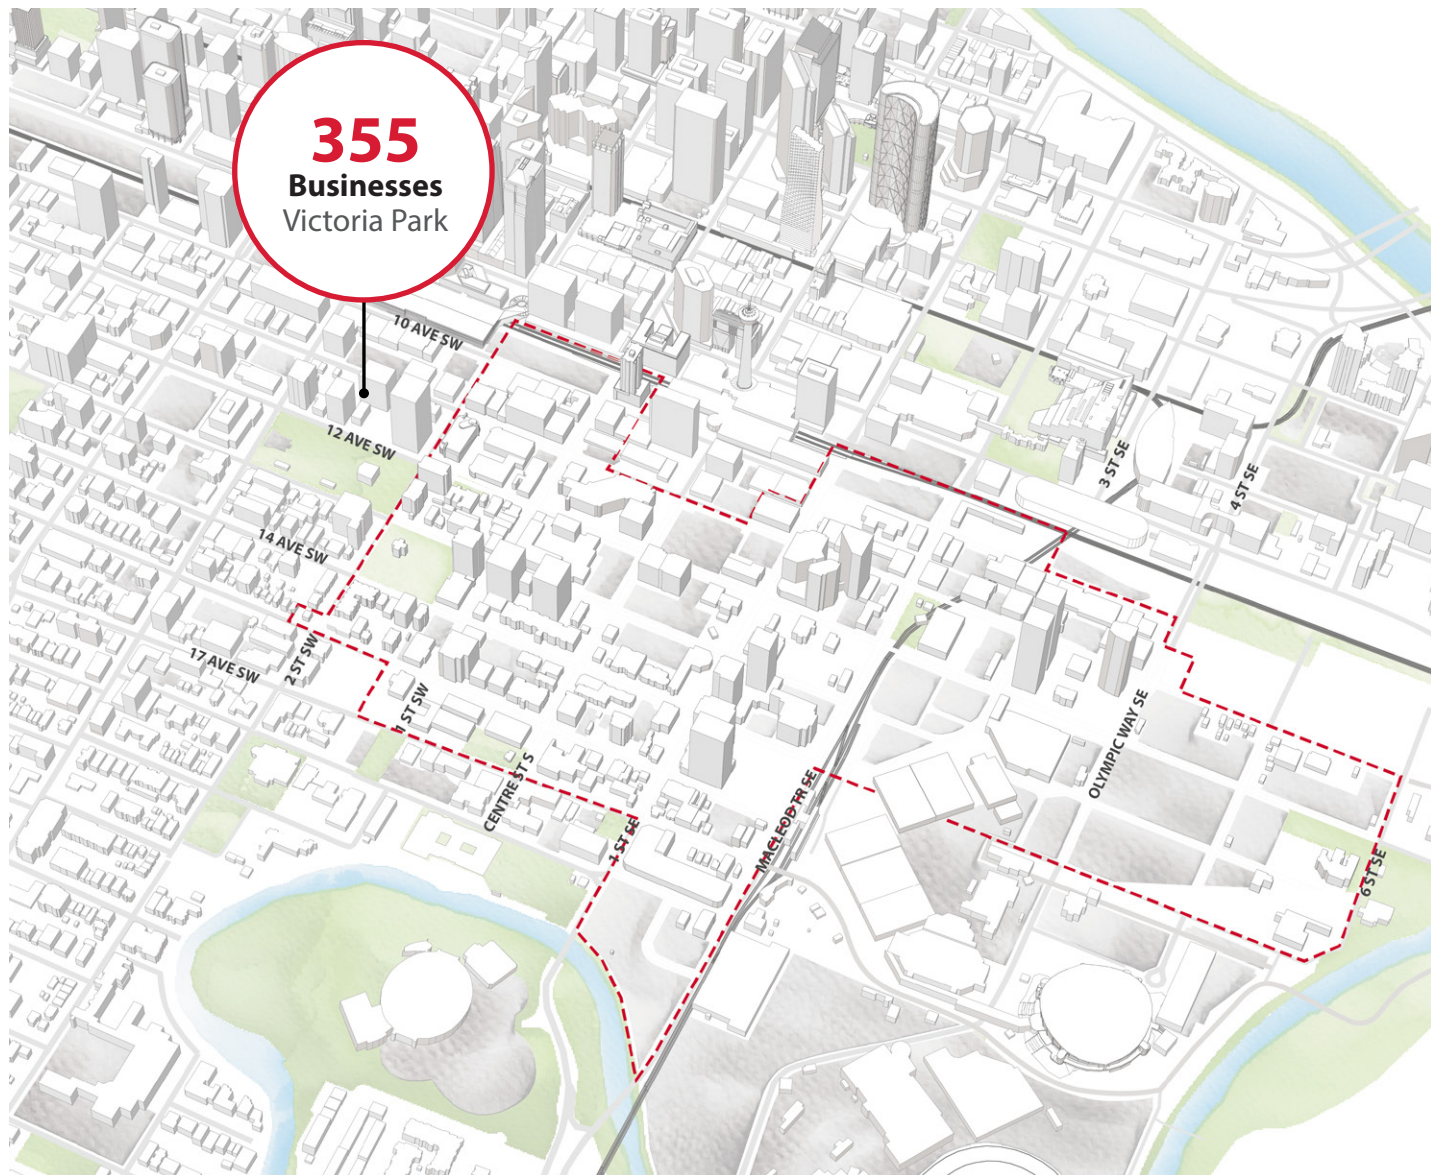 355
Businesses
Victoria Park
10 AVE SW
12 AVE SW
3 ST SE
4 ST SE
14 AVE SW
17 AVE SW
2 ST SW
1 ST SW
OLYMPIC WAY SE
CENTRE ST S
MACLEOD TR SE
1 ST SE
6 ST SE